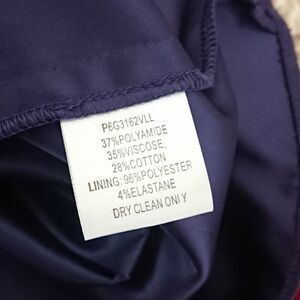 P6G3162VLL
37%POLYAMIDE
35%VISCOSE,
28%COTTON
LINING: 96%POLYESTER
4%ELASTANE
DRY CLEAN ONLY